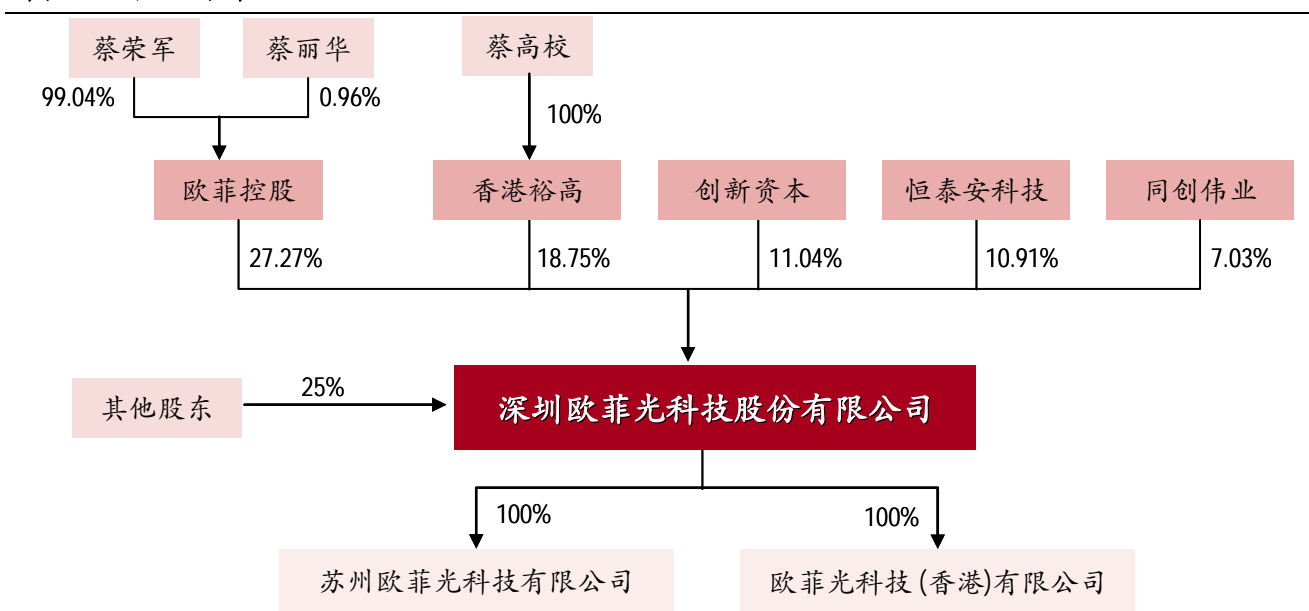 蔡荣军
蔡丽华
蔡高校
99.04%
0.96%
100%
欧菲控股
香港裕高
创新资本
恒泰安科技
同创伟业
27.27%
18.75%
11.04%
10.91%
7.03%
其他股东
25%
深圳欧菲光科技股份有限公司
100%
100%
苏州欧菲光科技有限公司
欧菲光科技(香港)有限公司